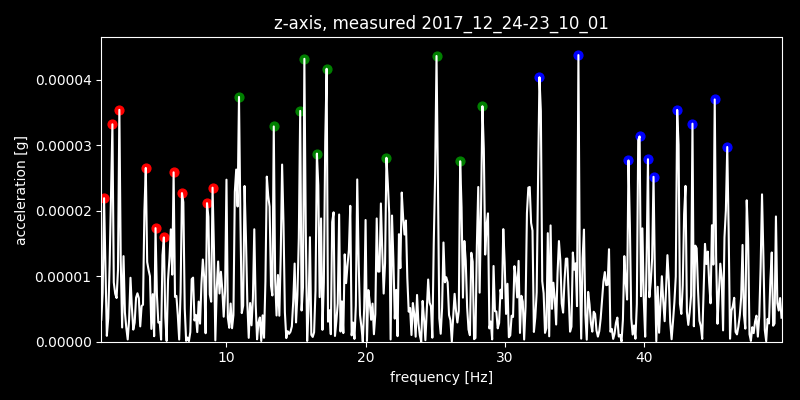 z-axis, measured 2017_12_24-23_10_01
acceleration [g]
0.00004
0.00003
0.00002
0.00001
0.00000
10 20 30 40
frequency [Hz]